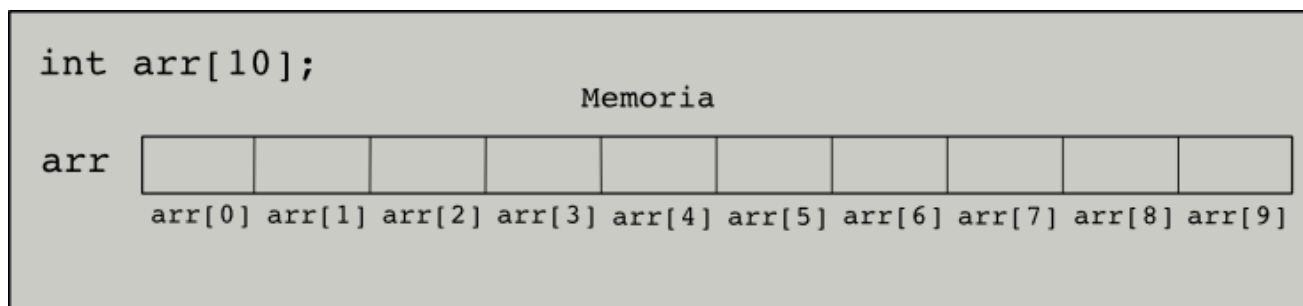 int arr[10];
Memoria
arr
arr[0] arr[1] arr[2] arr[3] arr[4] arr[5] arr[6] arr[7] arr[8] arr[9]